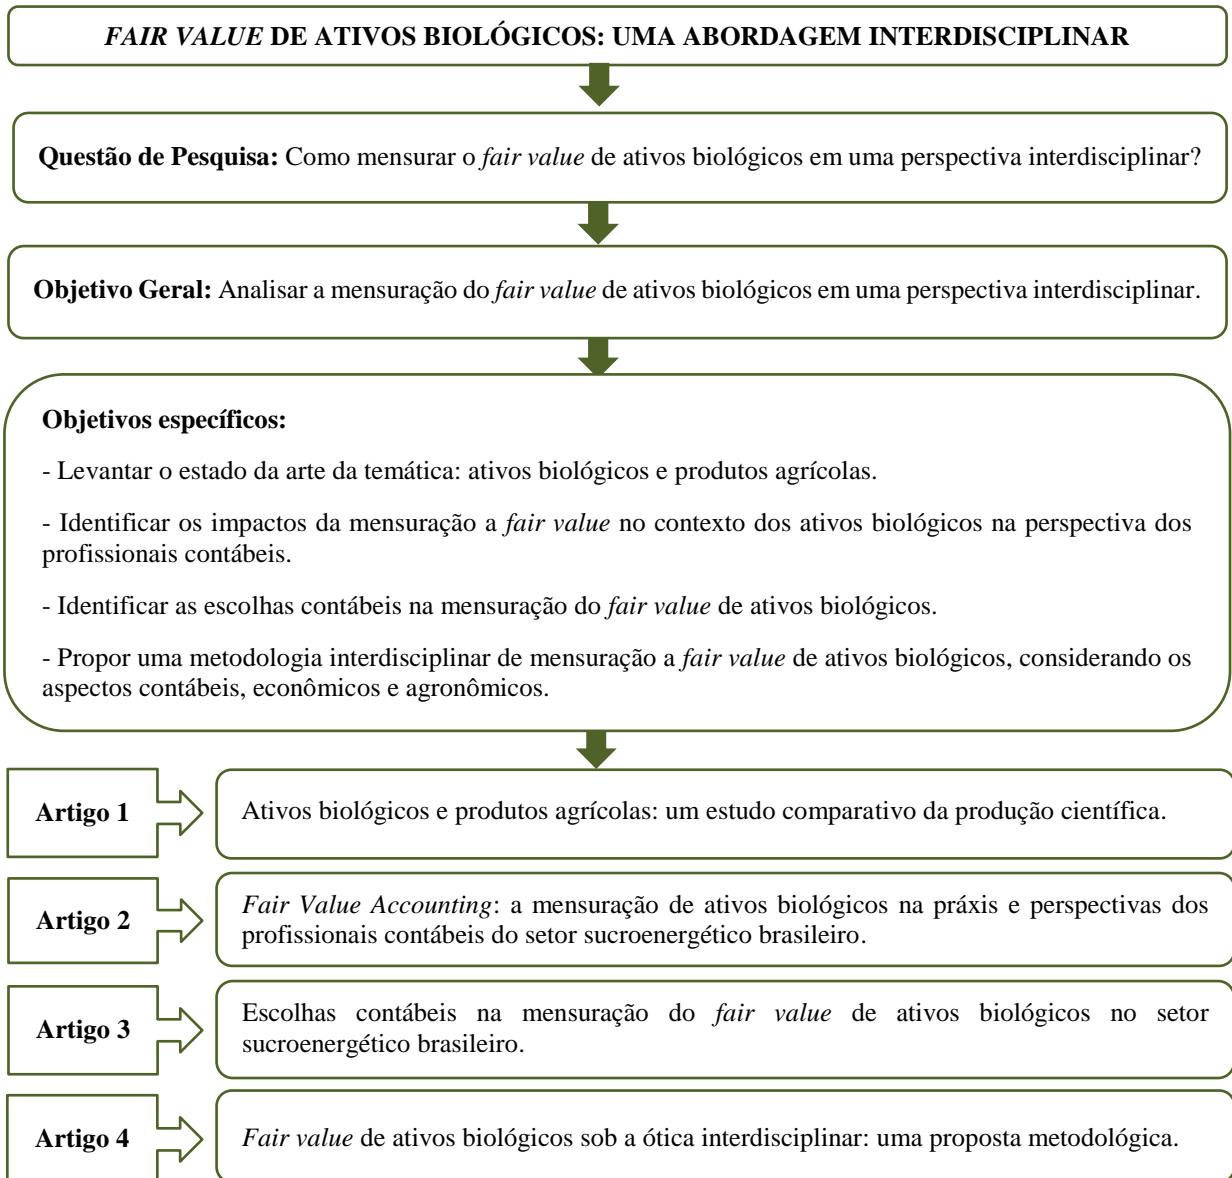 FAIR VALUE DE ATIVOS BIOLÓGICOS: UMA ABORDAGEM INTERDISCIPLINAR
Questão de Pesquisa: Como mensurar o fair value de ativos biológicos em uma perspectiva interdisciplinar?
Objetivo Geral: Analisar a mensuração do fair value de ativos biológicos em uma perspectiva interdisciplinar.
Objetivos específicos:
- Levantar o estado da arte da temática: ativos biológicos e produtos agrícolas.
- Identificar os impactos da mensuração a fair value no contexto dos ativos biológicos na perspectiva dos
profissionais contábeis.
- Identificar as escolhas contábeis na mensuração do fair value de ativos biológicos.
- Propor uma metodologia interdisciplinar de mensuração a fair value de ativos biológicos, considerando os
aspectos contábeis, econômicos e agronômicos.
Artigo 1
Ativos biológicos e produtos agrícolas: um estudo comparativo da produção científica.
Artigo 2
Fair Value Accounting: a mensuração de ativos biológicos na práxis e perspectivas dos
profissionais contábeis do setor sucroenergético brasileiro.
Artigo 3
Escolhas contábeis na mensuração do fair value de ativos biológicos no setor
sucroenergético brasileiro.
Artigo 4
Fair value de ativos biológicos sob a ótica interdisciplinar: uma proposta metodológica.